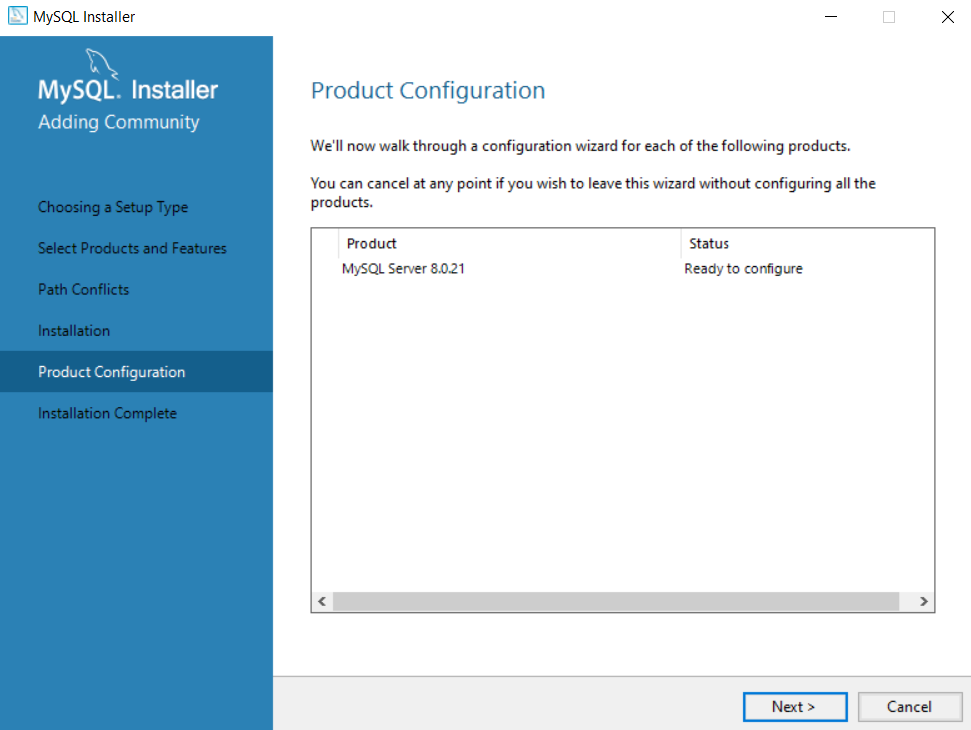 MySQL Installer
MySQL. Installer
Adding Community
Choosing a Setup Type
Select Products and Features
Path Conflicts
Installation
Product Configuration
Installation Complete
Product Configuration
We'll now walk through a configuration wizard for each of the following products.
You can cancel at any point if you wish to leave this wizard without configuring all the
products.
Product Status
MySQL Server 8.0.21 Ready to configure
Next > Cancel